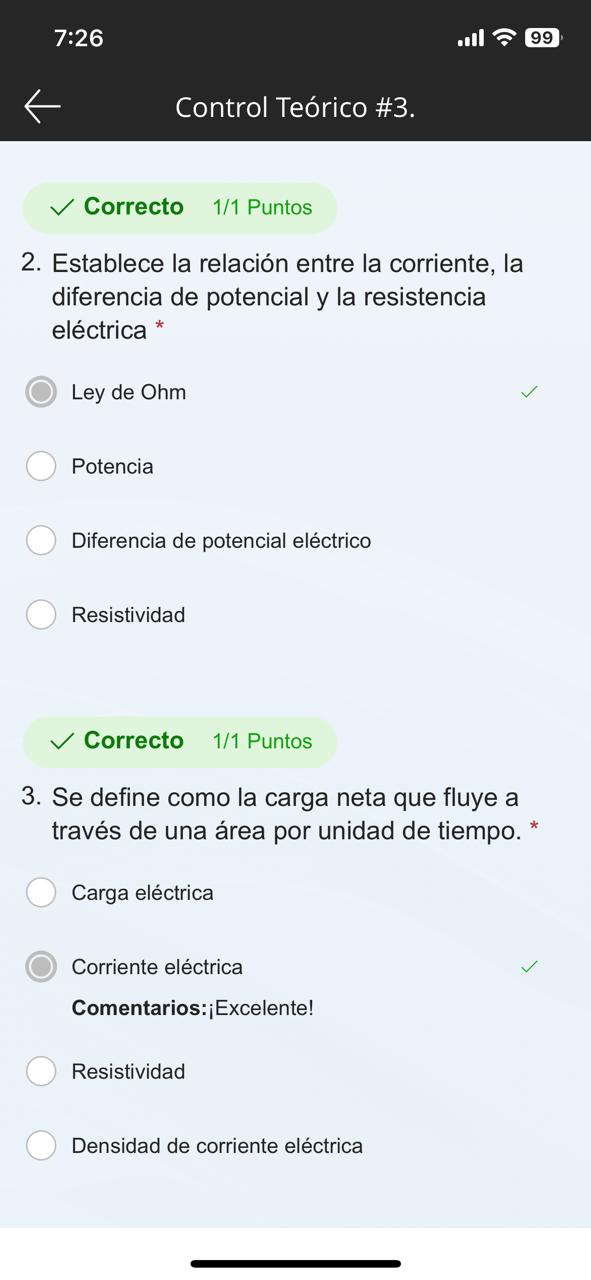 7:26
99
Control Teórico #3.
Correcto 1/1 Puntos
2. Establece la relación entre la corriente, la
diferencia de potencial y la resistencia
eléctrica *
Ley de Ohm
Potencia
Diferencia de potencial eléctrico
Resistividad
Correcto 1/1 Puntos
3. Se define como la carga neta que fluye a
través de una área por unidad de tiempo. *
Carga eléctrica
Corriente eléctrica
Comentarios:¡Excelente!
Resistividad
Densidad de corriente eléctrica